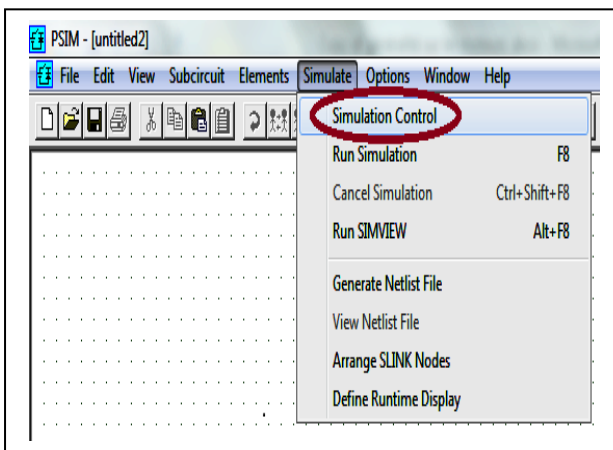 PSIM - [untitled2]
File Edit View Subcircuit Elements Simulate Options Window Help
Simulation Control
Run Simulation F8
Cancel Simulation Ctrl+Shift+F8
Run SIMVIEW Alt+F8
Generate Netlist File
View Netlist File
Arrange SLINK Nodes
Define Runtime Display